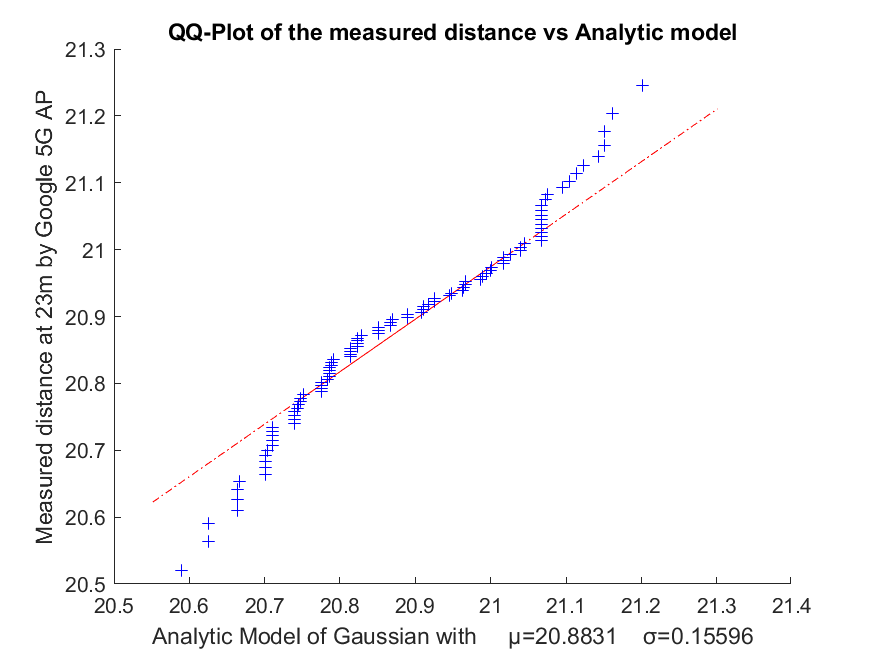 QQ-Plot of the measured distance vs Analytic model
Measured distance at 23m by Google 5G AP
21.3
21.2
21.1
21
20.9
20.8
20.7
20.6
20.5
20.5 20.6 20.7 20.8 20.9 21 21.1 21.2 21.3 21.4
Analytic Model of Gaussian with μ=20.8831 σ=0.15596